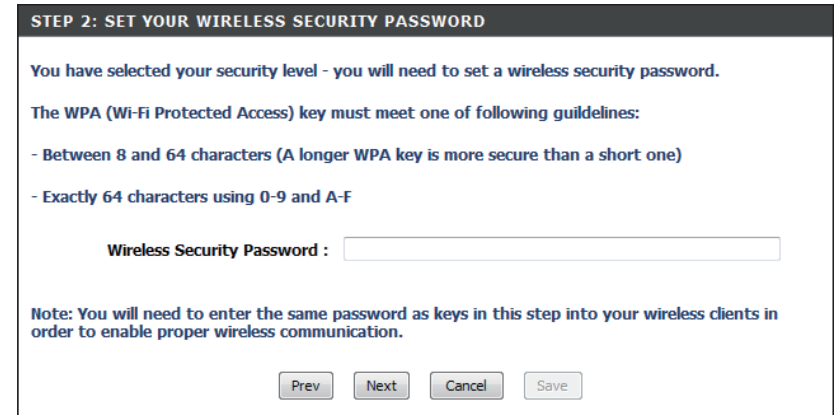 STEP 2: SET YOUR WIRELESS SECURITY PASSWORD
You have selected your security level - you will need to set a wireless security password.
The WPA (Wi-Fi Protected Access) key must meet one of following guildelines:
- Between 8 and 64 characters (A longer WPA key is more secure than a short one)
- Exactly 64 characters using 0-9 and A-F
Wireless Security Password :
Note: You will need to enter the same password as keys in this step into your wireless clients in
order to enable proper wireless communication.
Prev Next Cancel Save